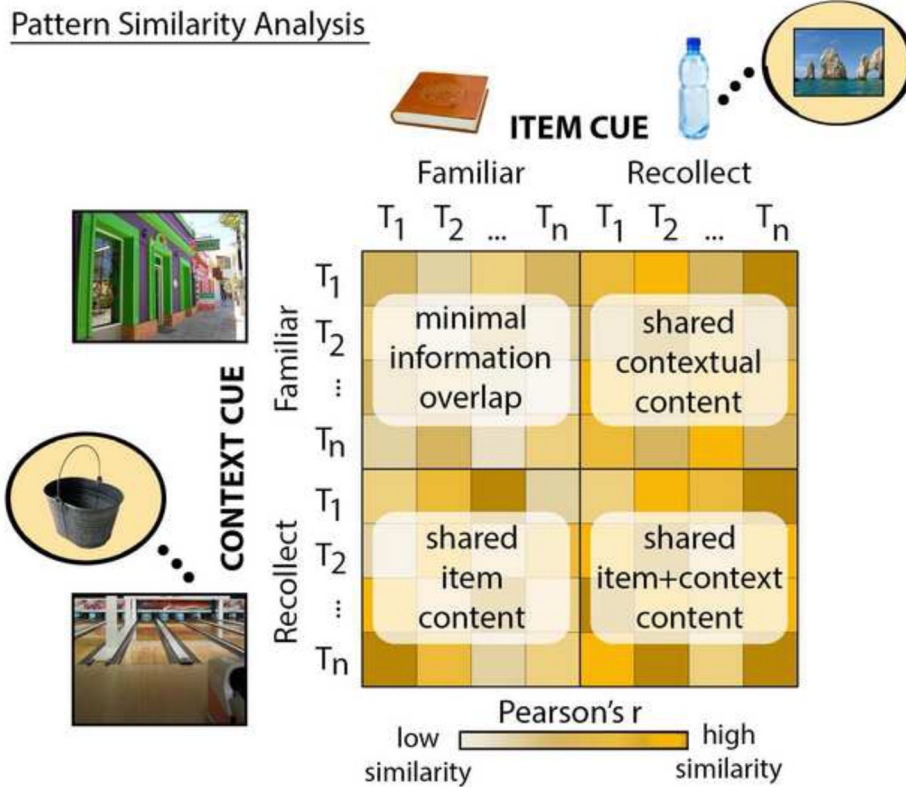 Pattern Similarity Analysis
ITEM CUE
Familiar Recollect
T1 T2 ... Tn T1 T2 ... Tn
CONTEXT CUE
Familiar
T1
T2
...
Tn
minimal
information
overlap
shared
contextual
content
Recollect
T1
T2
...
Tn
shared
item
content
shared
item+context
content
Pearson's r
low
similarity
high
similarity